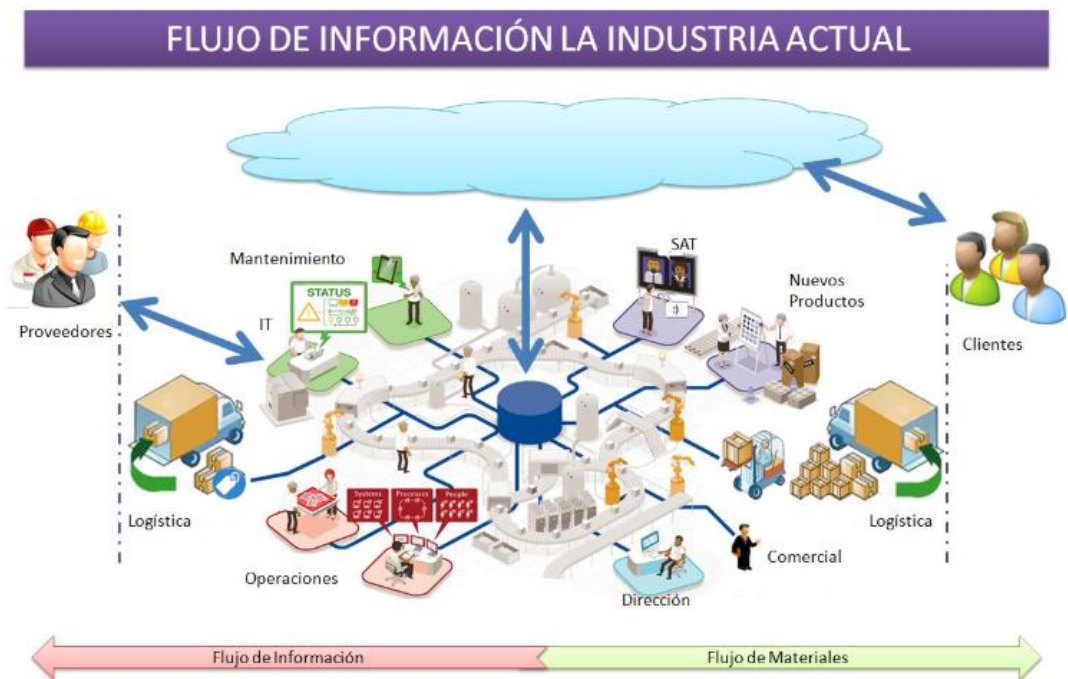 FLUJO DE INFORMACIÓN LA INDUSTRIA ACTUAL
Proveedores
Mantenimiento
STATUS
IT
SAT
:)
Nuevos
Productos
Clientes
Logística
Systems
Processes
People
Operaciones
Dirección
Comercial
Logística
Flujo de Información
Flujo de Materiales